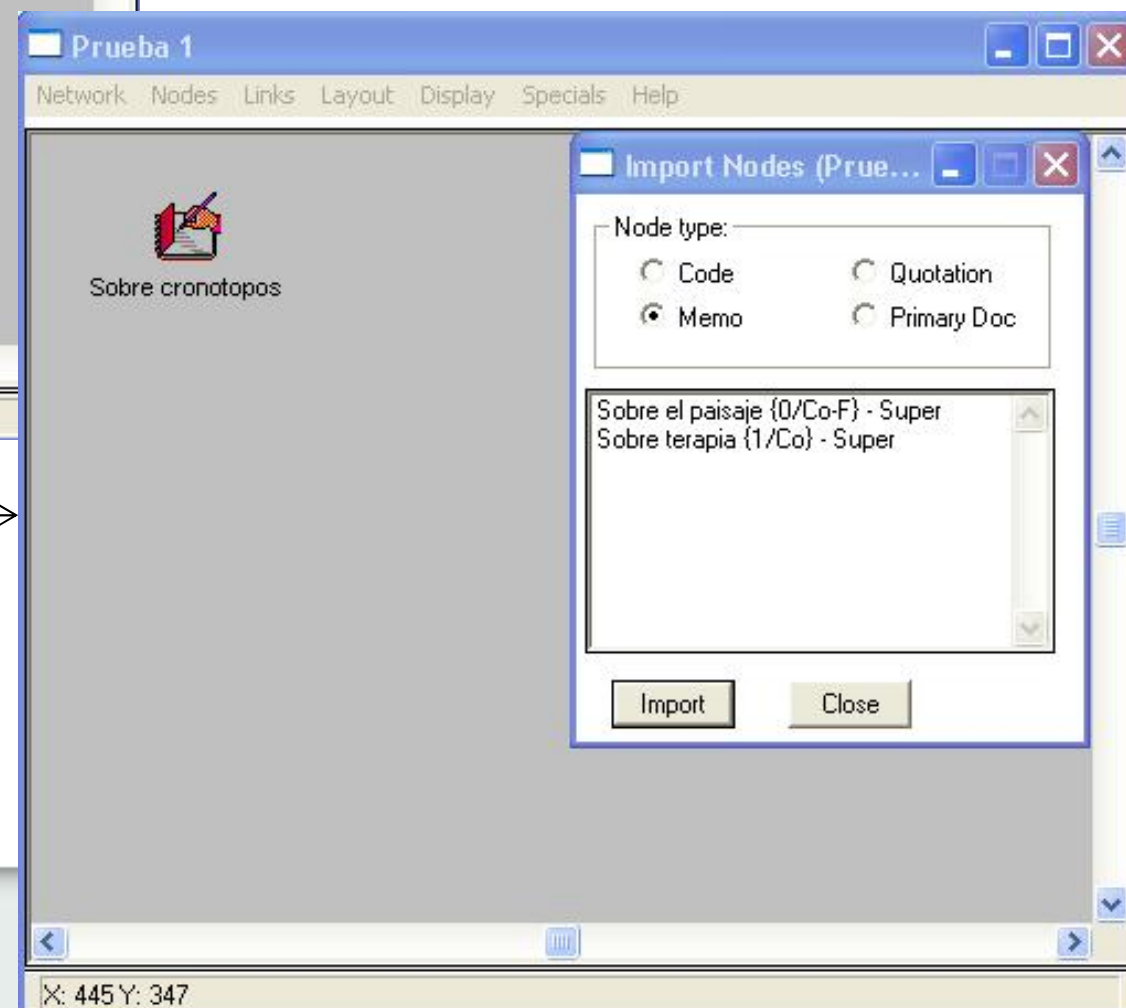 Prueba 1
Network Nodes Links Layout Display Specials Help
Sobre cronotopos
Import Nodes (Prue...
Node type:
Code Quotation
Memo Primary Doc
Sobre el paisaje {0/Co-F} - Super
Sobre terapia {1/Co} - Super
Import Close
X: 445 Y: 347